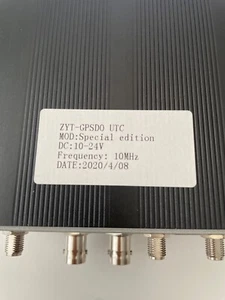 ZYT-GPSDO UTC
MOD:Special edition
DC:10-24V
Frequency: 10MHz
DATE:2020/4/08